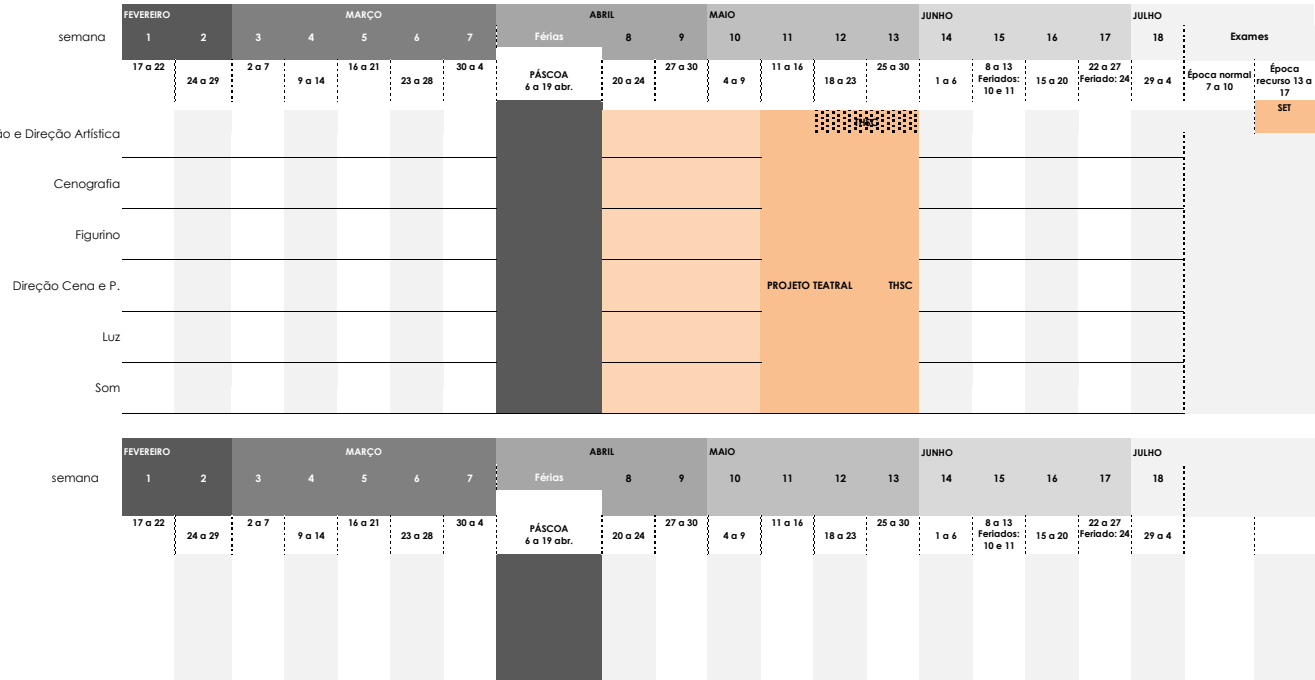 FEVEREIRO MARÇO ABRIL MAIO JUNHO JULHO
semana 1 2 3 4 5 6 7 Férias 8 9 10 11 12 13 14 15 16 17 18 Exames
17 a 22 24 a 29 2 a 7 9 a 14 16 a 21 23 a 28 30 a 4 PÁSCOA 20 a 24 27 a 30 4 a 9 11 a 16 18 a 23 25 a 30 1 a 6 8 a 13 15 a 20 22 a 27 29 a 4 Época normal Época
6 a 19 abr. Feriados: Feriado: 24 7 a 10 recurso 13 a
10 e 11 17
SET
ão e Direção Artística
Cenografia
Figurino
Direção Cena e P. PROJETO TEATRAL THSC
Luz
Som
FEVEREIRO MARÇO ABRIL MAIO JUNHO JULHO
semana 1 2 3 4 5 6 7 Férias 8 9 10 11 12 13 14 15 16 17 18
17 a 22 24 a 29 2 a 7 9 a 14 16 a 21 23 a 28 30 a 4 PÁSCOA 20 a 24 27 a 30 4 a 9 11 a 16 18 a 23 25 a 30 1 a 6 8 a 13 15 a 20 22 a 27 29 a 4
6 a 19 abr. Feriados: Feriado: 24
10 e 11